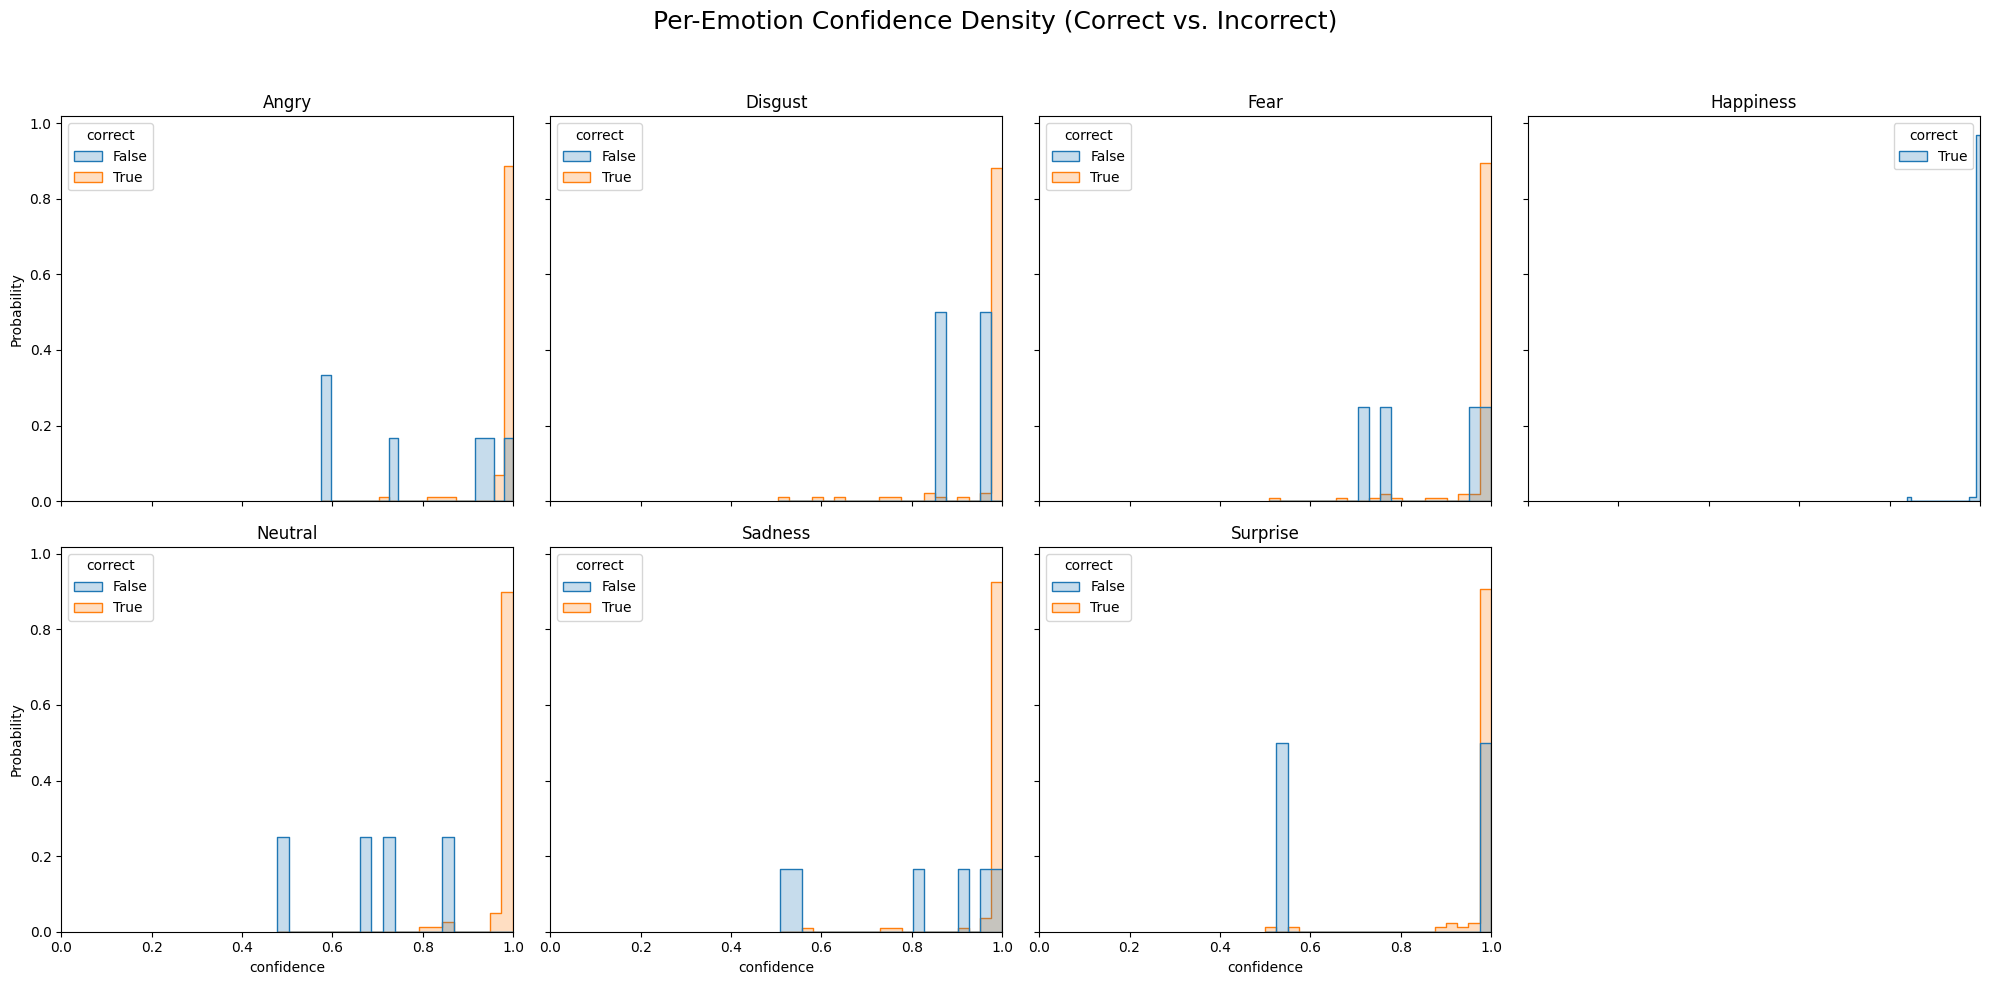 Per-Emotion Confidence Density (Correct vs. Incorrect)
Angry
correct
False
True
1.0
0.8
0.6
0.4
0.2
0.0
Probability
Disgust
correct
False
True
Fear
correct
False
True
Happiness
correct
True
Neutral
correct
False
True
1.0
0.8
0.6
0.4
0.2
0.0
Probability
0.0 0.2 0.4 0.6 0.8 1.0
confidence
Sadness
correct
False
True
0.0 0.2 0.4 0.6 0.8 1.0
confidence
Surprise
correct
False
True
0.0 0.2 0.4 0.6 0.8 1.0
confidence